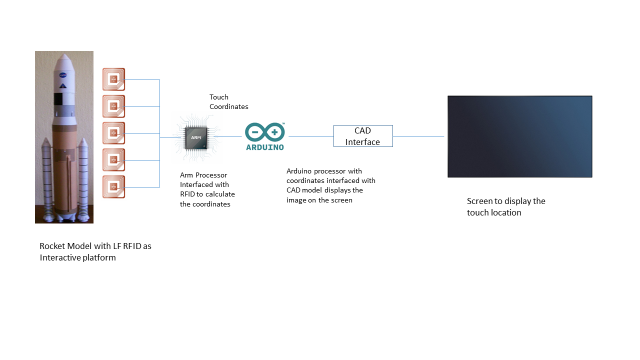 Touch
Coordinates
ARM
ARDUINO
CAD
Interface
Arm Processor
Interfaced with
RFID to calculate
the coordinates
Arduino processor with
coordinates interfaced with
CAD model displays the
image on the screen
Screen to display the
touch location
Rocket Model with LF RFID as
Interactive platform